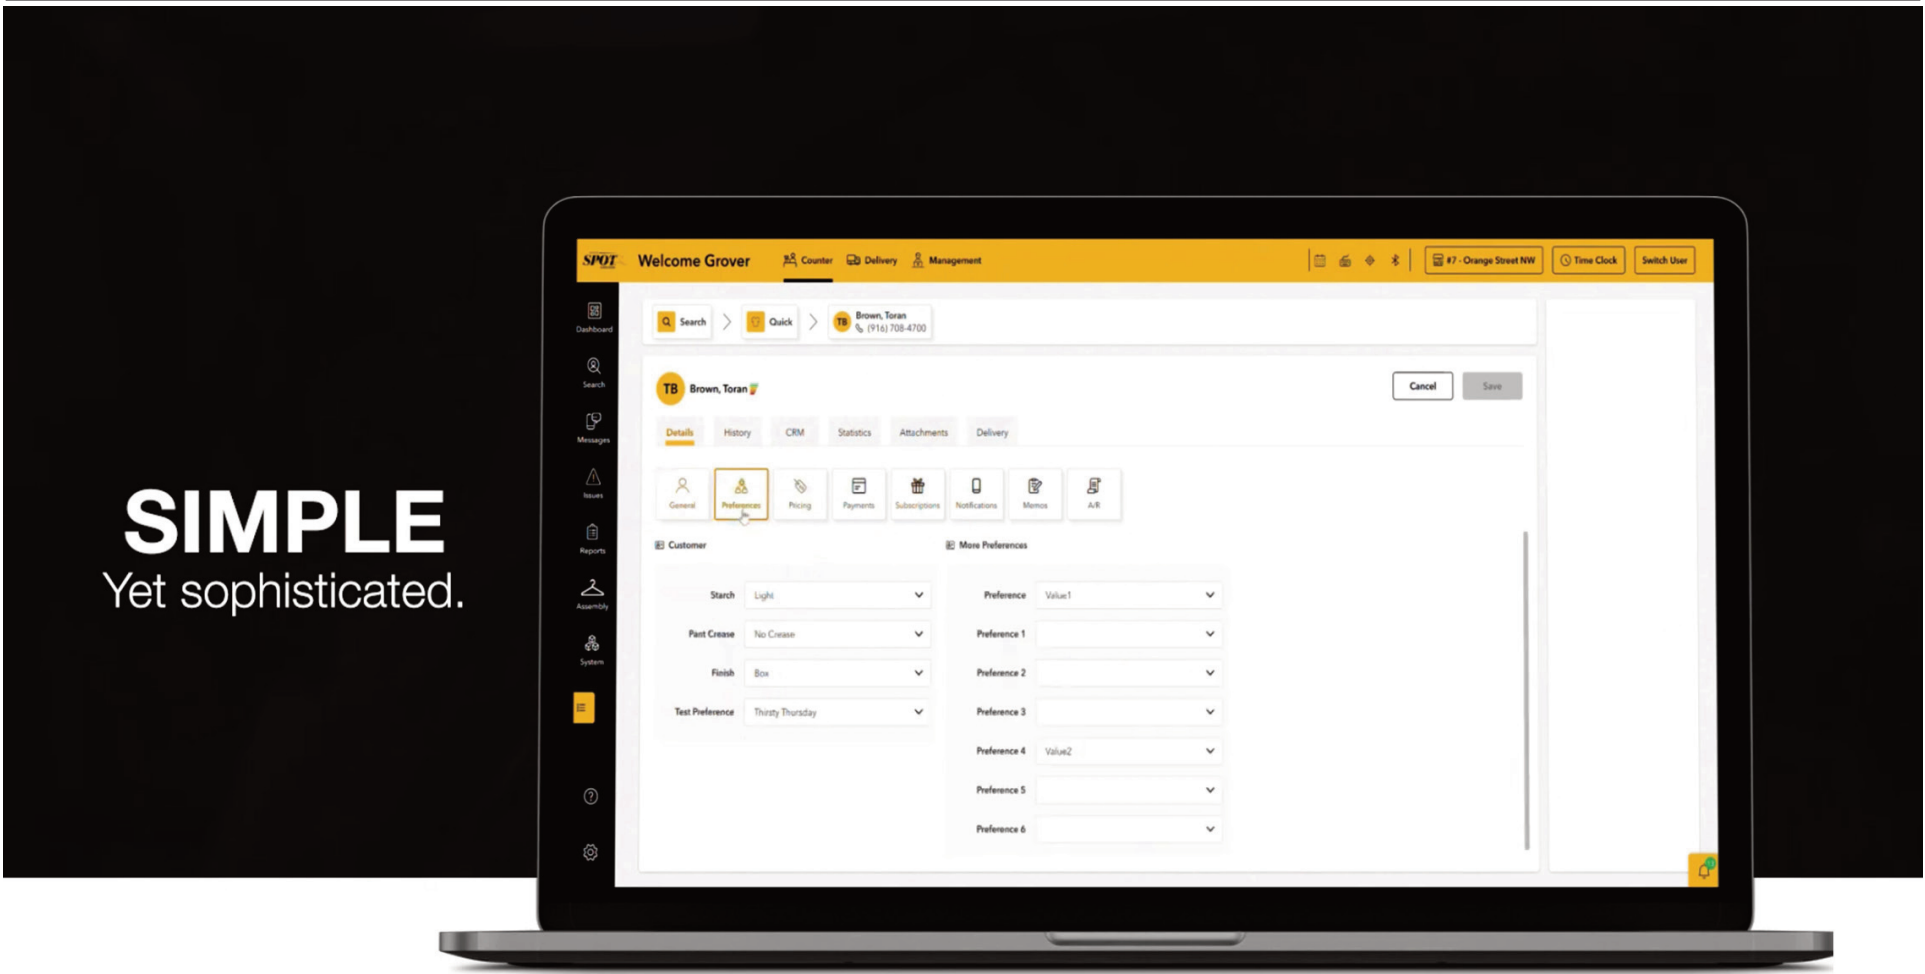 SIMPLE
Yet sophisticated.
SPOT
Welcome Grover
Counter
Delivery
Management
#7 - Orange Street NW
Time Clock
Switch User
Dashboard
Search
Messages
Issues
Reports
Assembly
System
Search
Quick
TB
Brown, Toran
(916) 708-4700
TB
Brown, Toran
Cancel
Save
Details
History
CRM
Statistics
Attachments
Delivery
General
Preferences
Pricing
Payments
Subscriptions
Notifications
Memos
A/R
Customer
Starch
Light
Pant Crease
No Crease
Finish
Box
Test Preference
Thirsty Thursday
More Preferences
Preference
Value1
Preference 1
Preference 2
Preference 3
Preference 4
Value2
Preference 5
Preference 6